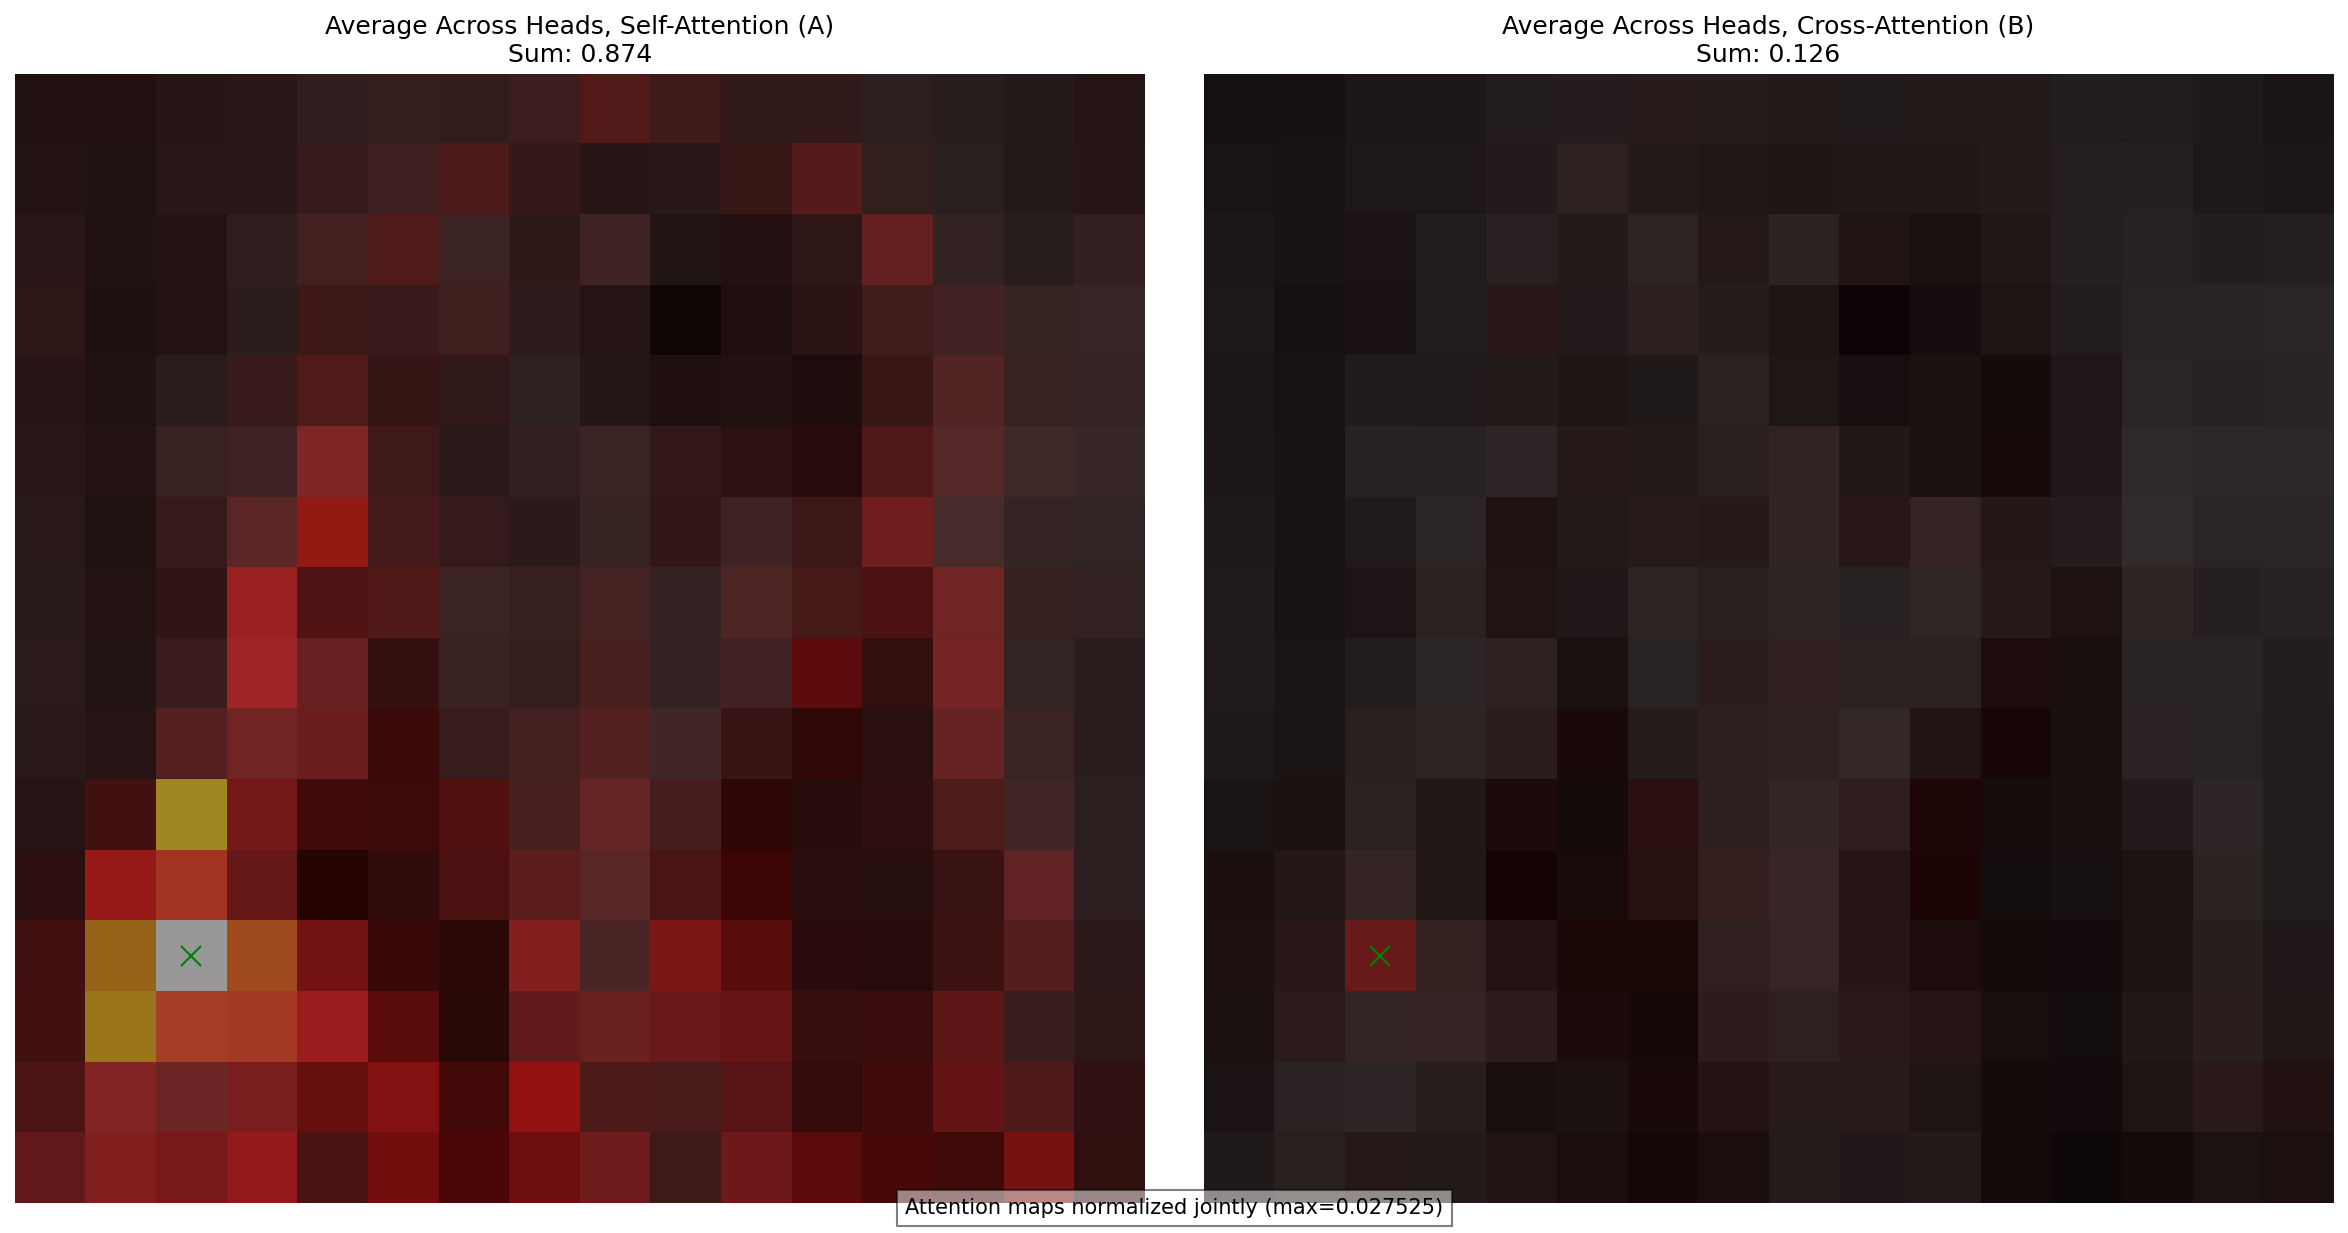 Average Across Heads, Self-Attention (A)
Sum: 0.874
Average Across Heads, Cross-Attention (B)
Sum: 0.126
Attention maps normalized jointly (max=0.027525)